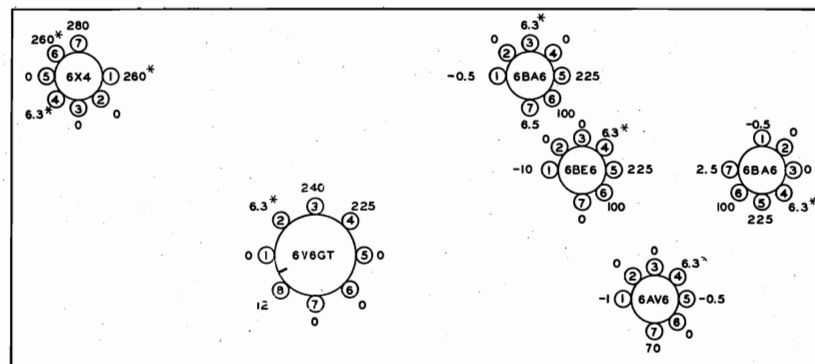 280
260* 7
6
0 5 6X4 1 260*
4 3 2
6.3* 0
0
6.3*
0 3 0
2 4
-0.5 1 6BA6 5 225
7 6
6.5 100
0
0 3 6.3*
2 4
-10 1 6BE6 5 225
7 6
0 100
-0.5
1 0
2
2.5 7 6BA6 3 0
6 5 4
100 225 6.3*
240
6.3* 3 225
2 4
0 1 6V6GT 5 0
8 7 6
12 0 0
0
0 3 6.3*
2 4
-1 1 6AV6 5 -0.5
7 6
70 0